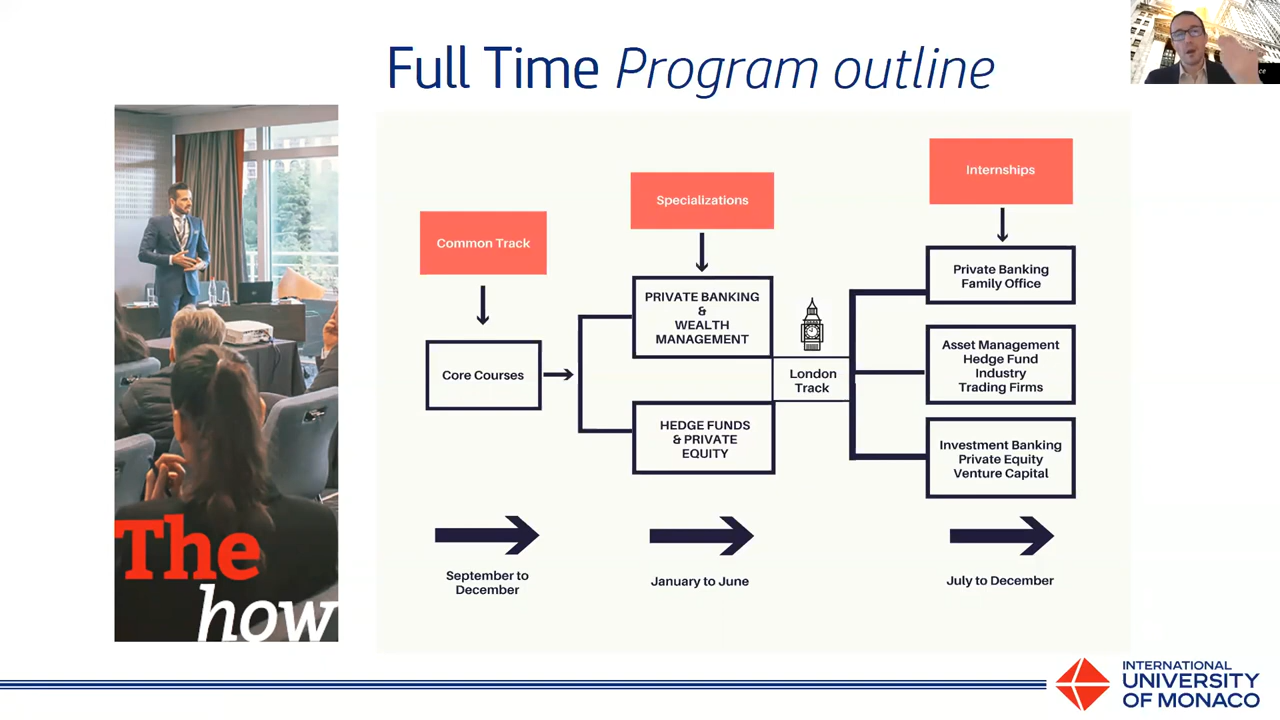 Full Time Program outline
Common Track
Core Courses
September to
December
Specializations
PRIVATE BANKING
&
WEALTH
MANAGEMENT
HEDGE FUNDS
& PRIVATE
EQUITY
January to June
London
Track
Internships
Private Banking
Family Office
Asset Management
Hedge Fund
Industry
Trading Firms
Investment Banking
Private Equity
Venture Capital
July to December
The
how
INTERNATIONAL
UNIVERSITY
OF MONACO